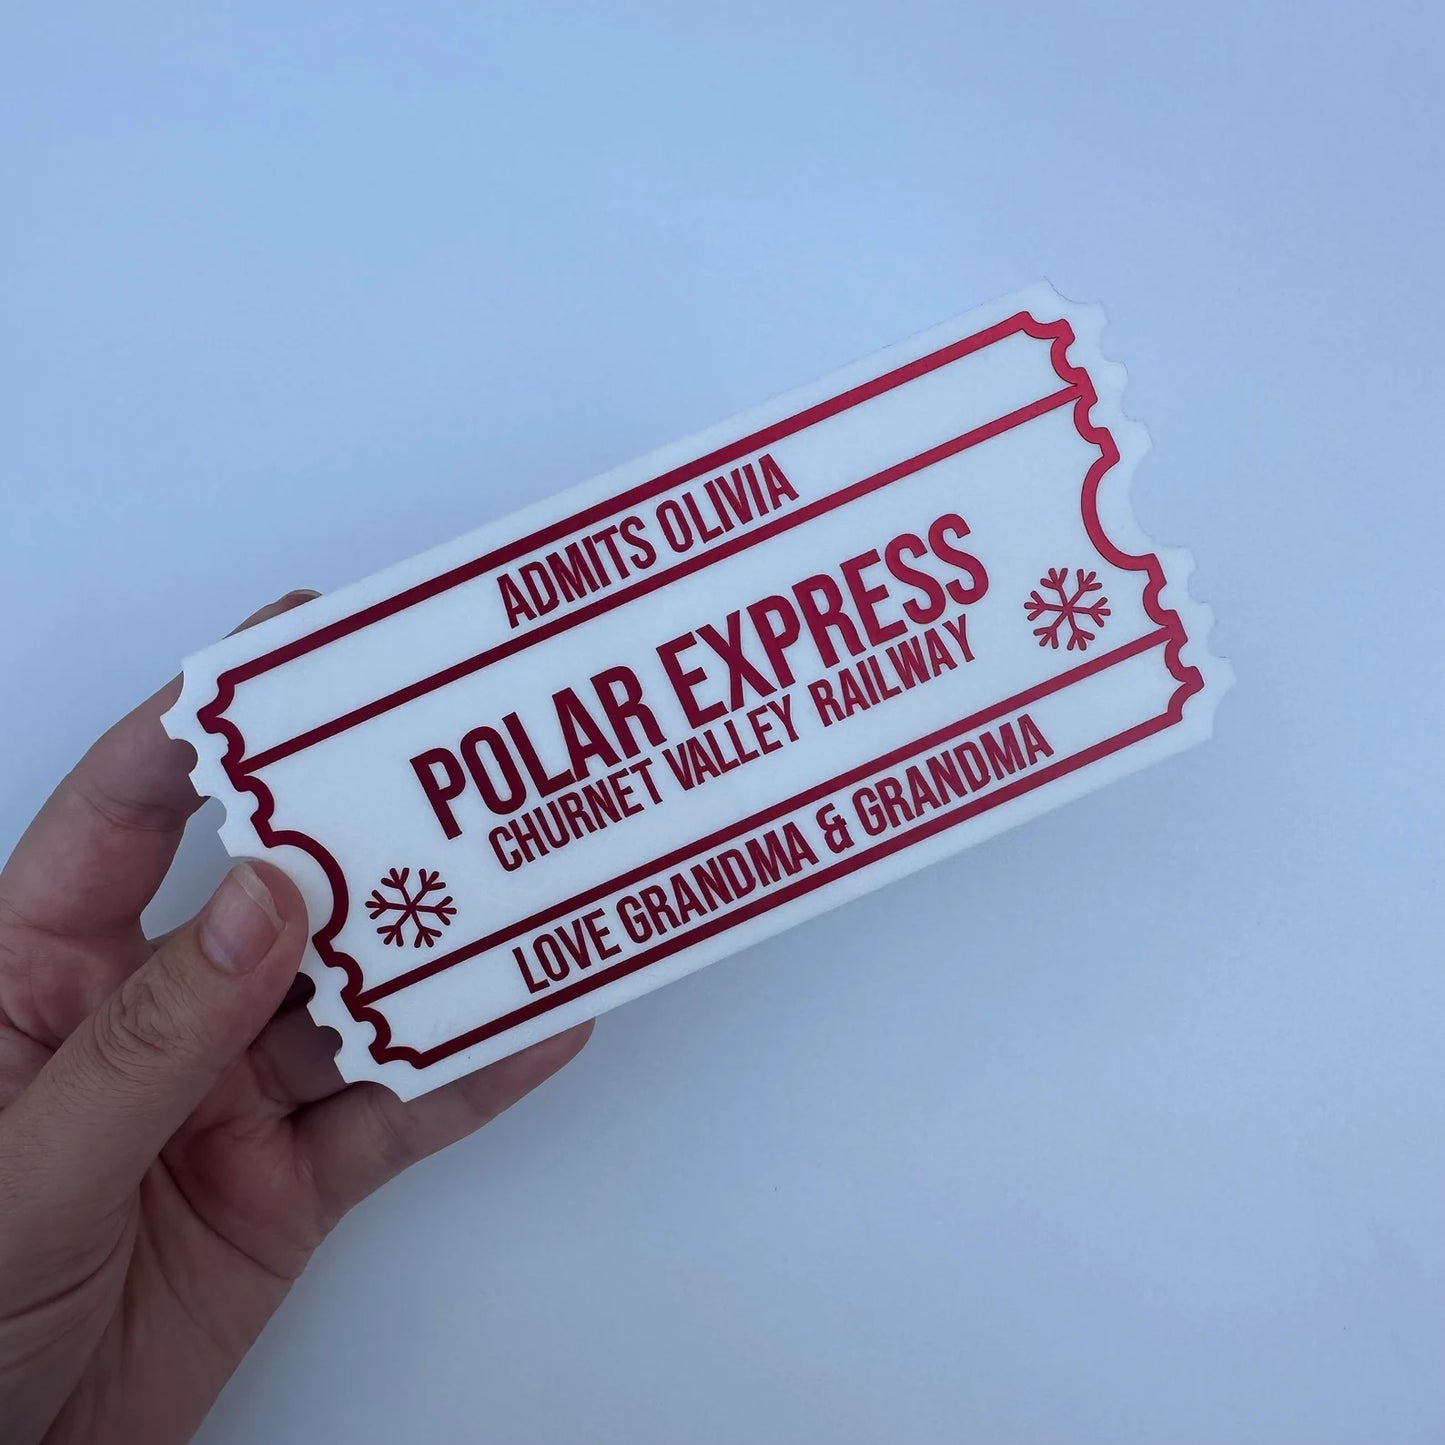 ADMITS OLIVIA
POLAR EXPRESS
CHURNET VALLEY RAILWAY
LOVE GRANDMA & GRANDMA